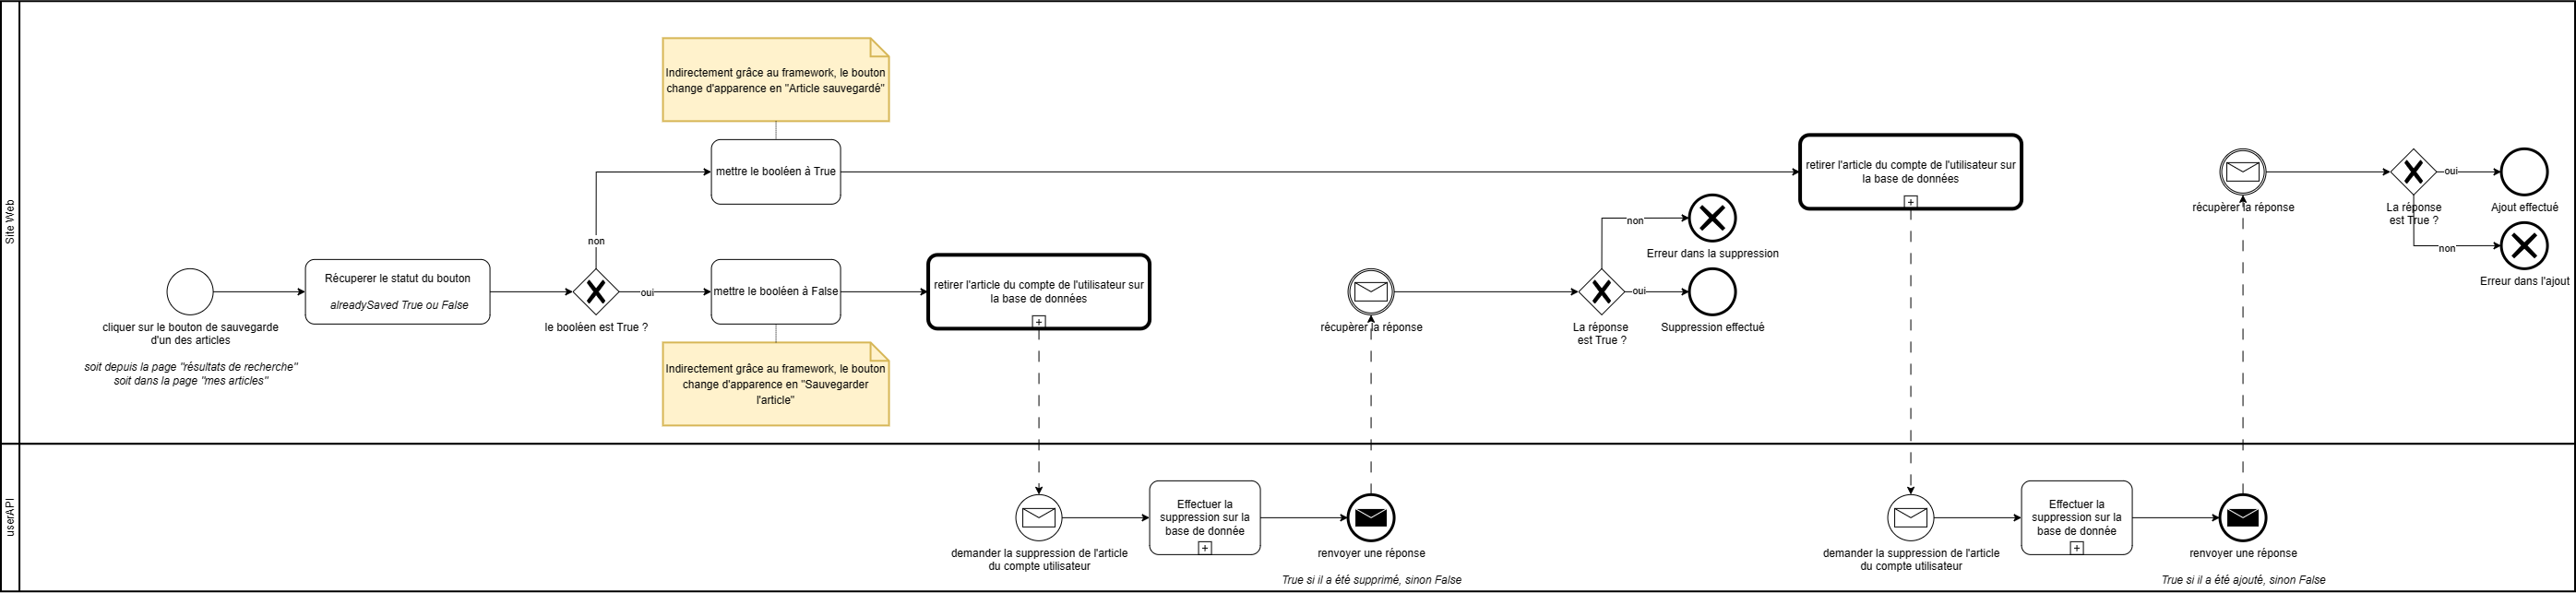 Site Web
Indirectement grâce au framework, le bouton
change d'apparence en "Article sauvegardé"
mettre le booléen à True
non
cliquer sur le bouton de sauvegarde
d'un des articles
soit depuis la page "résultats de recherche"
soit dans la page "mes articles"
Récuperer le statut du bouton
alreadySaved True ou False
le booléen est True ?
oui
mettre le booléen à False
Indirectement grâce au framework, le bouton
change d'apparence en "Sauvegarder
l'article"
retirer l'article du compte de l'utilisateur sur
la base de données
récupèrer la réponse
La réponse
est True ?
non
Erreur dans la suppression
oui
Suppression effectué
retirer l'article du compte de l'utilisateur sur
la base de données
récupèrer la réponse
La réponse
est True ?
oui
Ajout effectué
non
Erreur dans l'ajout
userAPI
demander la suppression de l'article
du compte utilisateur
Effectuer la
suppression sur la
base de donnée
renvoyer une réponse
True si il a été supprimé, sinon False
demander la suppression de l'article
du compte utilisateur
Effectuer la
suppression sur la
base de donnée
renvoyer une réponse
True si il a été ajouté, sinon False